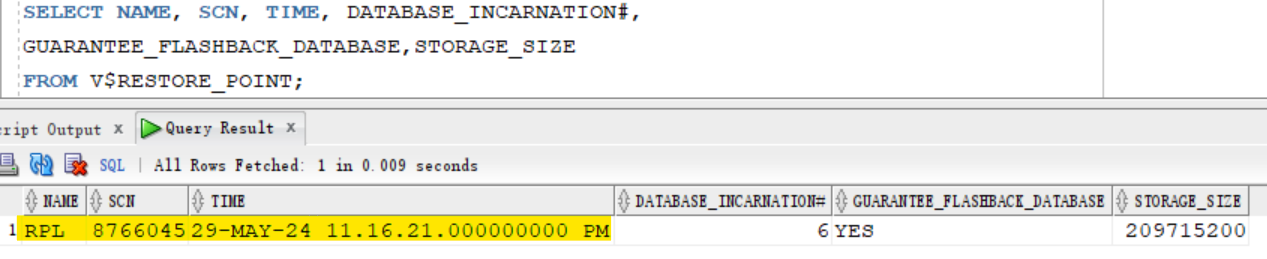 SELECT NAME, SCN, TIME, DATABASE_INCARNATION#,
GUARANTEE_FLASHBACK_DATABASE,STORAGE_SIZE
FROM V$RESTORE_POINT;
cript Output x Query Result x
SQL | All Rows Fetched: 1 in 0.009 seconds
NAME SCN TIME DATABASE_INCARNATION# GUARANTEE_FLASHBACK_DATABASE STORAGE_SIZE
1 RPL 8766045 29-MAY-24 11.16.21.000000000 PM 6 YES 209715200